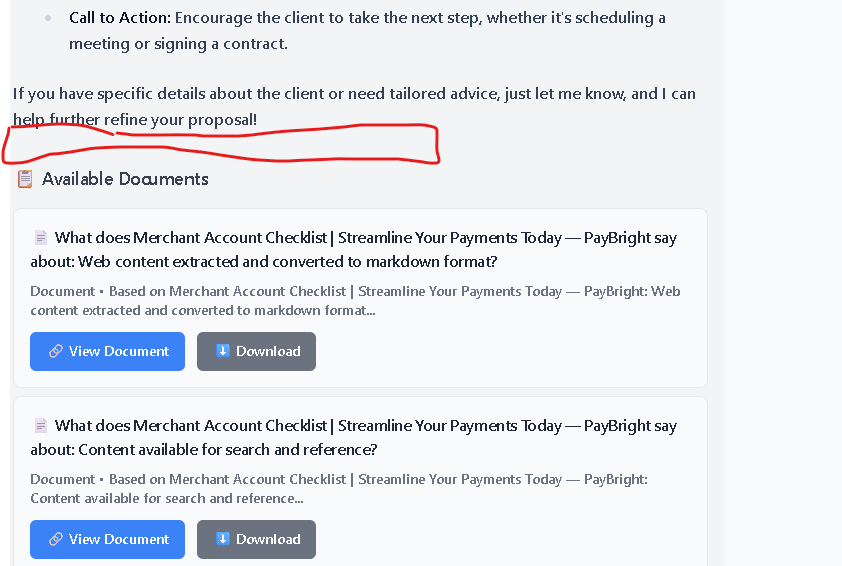 Call to Action: Encourage the client to take the next step, whether it's scheduling a
meeting or signing a contract.
If you have specific details about the client or need tailored advice, just let me know, and I can
help further refine your proposal!
Available Documents
What does Merchant Account Checklist | Streamline Your Payments Today — PayBright say
about: Web content extracted and converted to markdown format?
Document • Based on Merchant Account Checklist | Streamline Your Payments Today — PayBright: Web
content extracted and converted to markdown format...
View Document
Download
What does Merchant Account Checklist | Streamline Your Payments Today — PayBright say
about: Content available for search and reference?
Document • Based on Merchant Account Checklist | Streamline Your Payments Today — PayBright:
Content available for search and reference...
View Document
Download